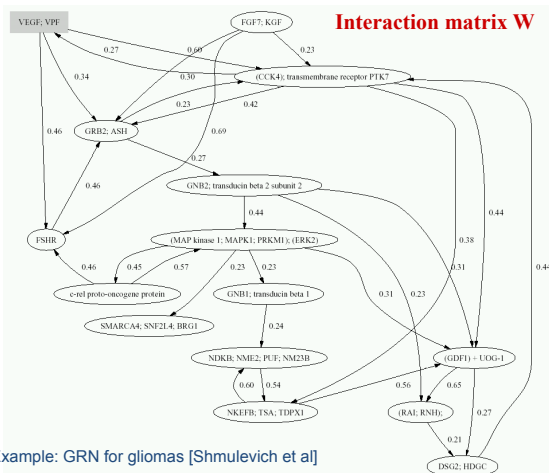 Interaction matrix W
VEGF; VPF
FGF7; KGF
0.27
0.60
0.23
(CCK4); transmembrane receptor PTK7
0.34
0.30
0.23
0.42
GRB2; ASH
0.46
0.69
0.27
0.46
GNB2; transducin beta 2 subunit 2
0.44
0.38
0.44
FSHR
(MAP kinase 1; MAPK1; PRKM1); (ERK2)
0.46
0.45
0.57
0.23
0.23
0.31
0.23
0.31
0.44
c-rel proto-oncogene protein
GNB1; transducin beta 1
SMARCA4; SNF2L4; BRG1
0.24
NDKB; NME2; PUF; NM23B
(GDF1) + UOG-1
0.60
0.54
0.56
0.65
0.27
NKEFB; TSA; TDPX1
(RAI; RNH);
0.21
DSG2; HDGC
xample: GRN for gliomas [Shmulevich et al]